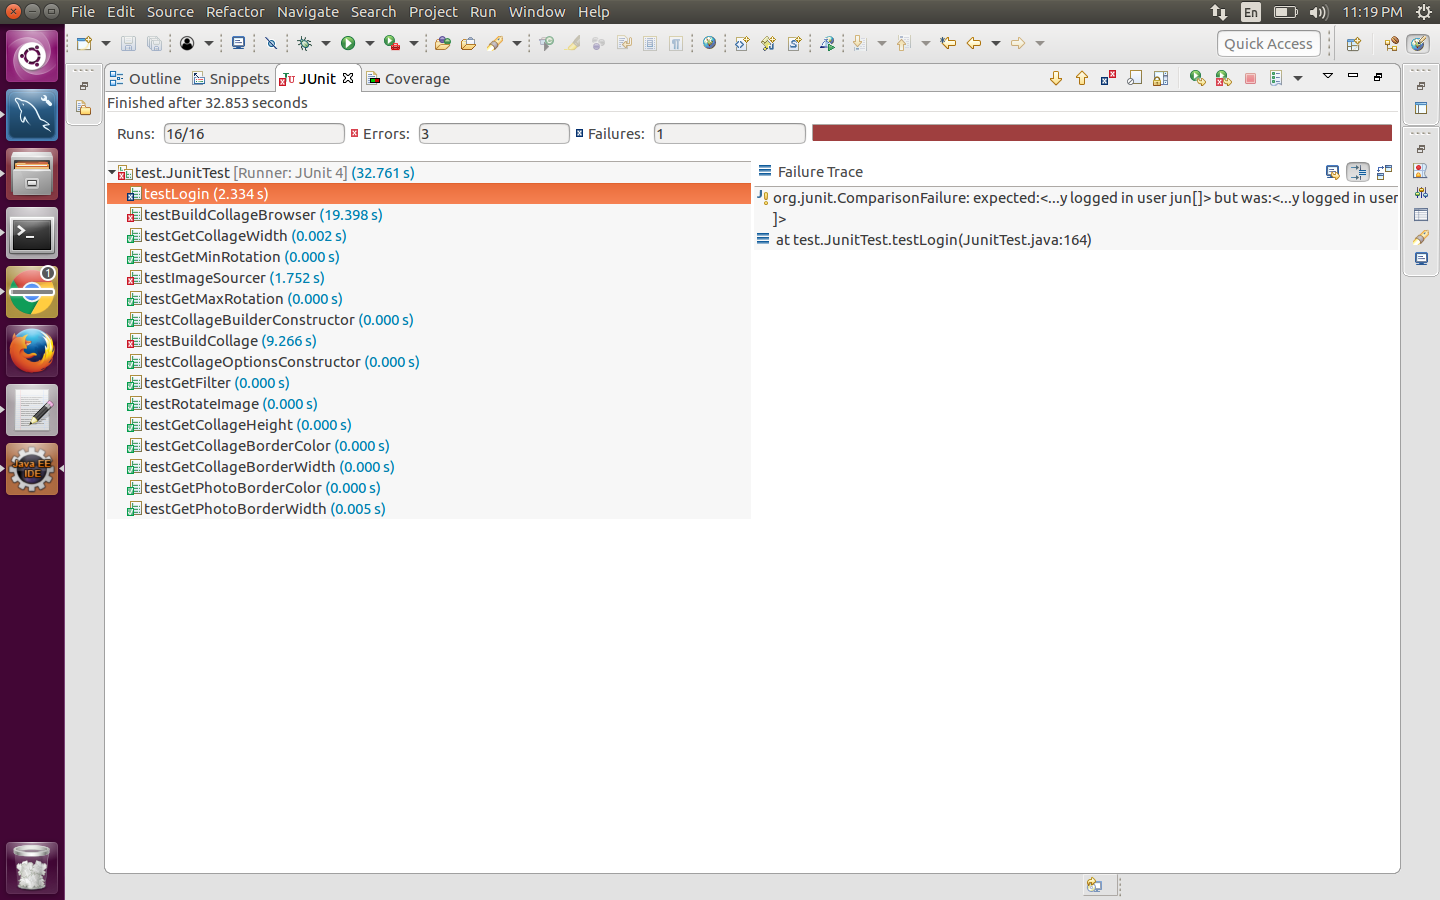 File Edit Source Refactor Navigate Search Project Run Window Help
En
11:19 PM
Quick Access
Outline Snippets JUnit Coverage
Finished after 32.853 seconds
Runs: 16/16 Errors: 3 Failures: 1
test.JunitTest [Runner: JUnit 4] (32.761 s)
testLogin (2.334 s)
testBuildCollageBrowser (19.398 s)
testGetCollageWidth (0.002 s)
testGetMinRotation (0.000 s)
testImageSourcer (1.752 s)
testGetMaxRotation (0.000 s)
testCollageBuilderConstructor (0.000 s)
testBuildCollage (9.266 s)
testCollageOptionsConstructor (0.000 s)
testGetFilter (0.000 s)
testRotateImage (0.000 s)
testGetCollageHeight (0.000 s)
testGetCollageBorderColor (0.000 s)
testGetCollageBorderWidth (0.000 s)
testGetPhotoBorderColor (0.000 s)
testGetPhotoBorderWidth (0.005 s)
Failure Trace
org.junit.ComparisonFailure: expected:<...y logged in user jun[]> but was:<...y logged in user
]>
at test.JunitTest.testLogin(JunitTest.java:164)
1
Java EE
IDE